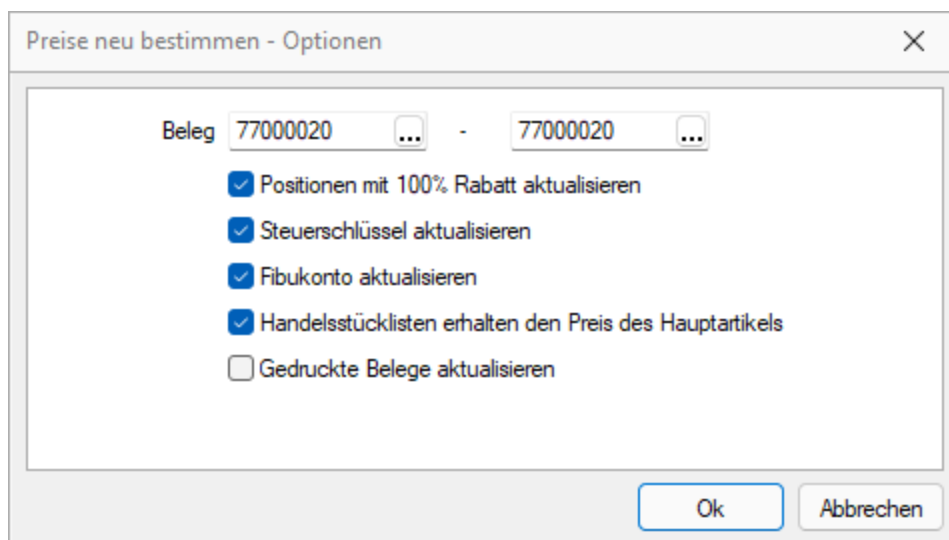 Preise neu bestimmen - Optionen
Beleg 77000020 ... - 77000020 ...
Positionen mit 100% Rabatt aktualisieren
Steuerschlüssel aktualisieren
Fibukonto aktualisieren
Handelsstücklisten erhalten den Preis des Hauptartikels
Gedruckte Belege aktualisieren
Ok Abbrechen